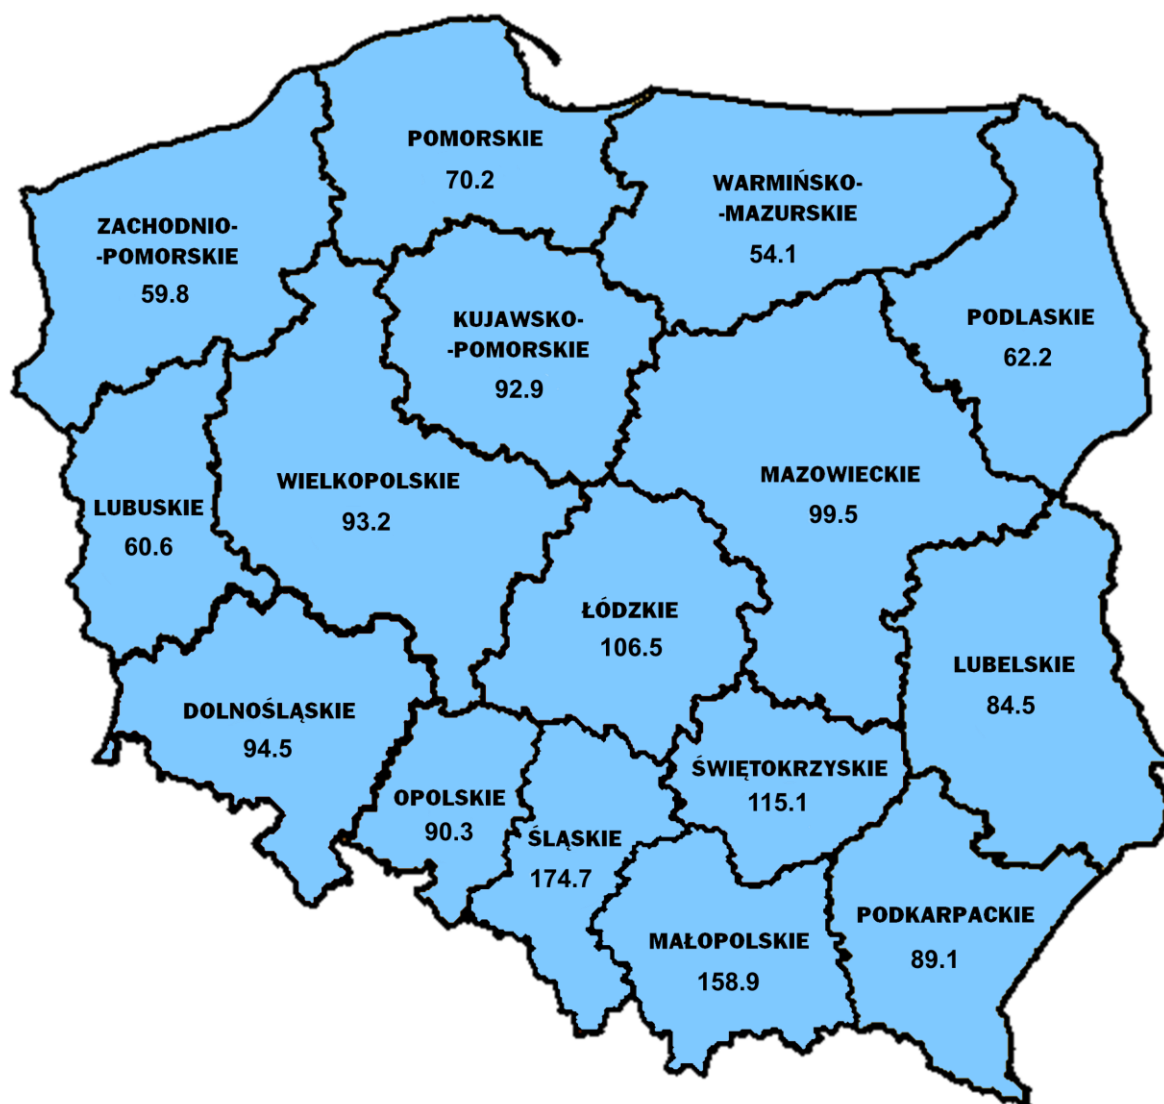 POMORSKIE
70.2
WARMIŃSKO-
-MAZURSKIE
54.1
ZACHODNIO-
-POMORSKIE
59.8
KUJAWSKO-
-POMORSKIE
92.9
PODLASKIE
62.2
WIELKOPOLSKIE
93.2
MAZOWIECKIE
99.5
LUBUSKIE
60.6
ŁÓDZKIE
106.5
LUBELSKIE
84.5
DOLNOŚLĄSKIE
94.5
ŚWIĘTOKRZYSKIE
115.1
OPOLSKIE
90.3
ŚLĄSKIE
174.7
PODKARPACKIE
89.1
MAŁOPOLSKIE
158.9